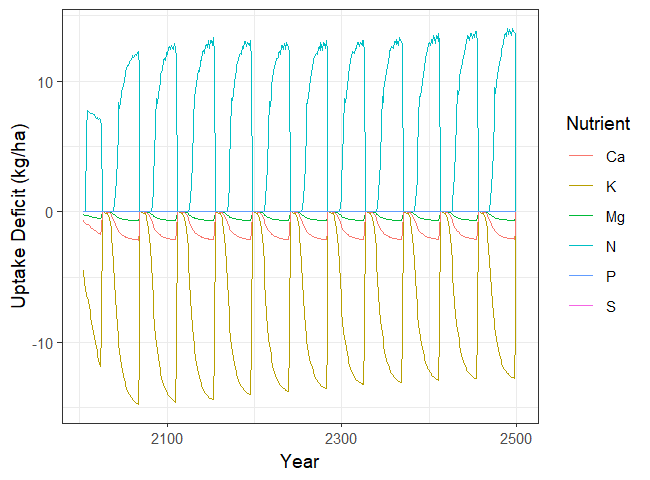 10
0
-10
Uptake Deficit (kg/ha)
2100
2300
2500
Year
Nutrient
Ca
K
Mg
N
P
S